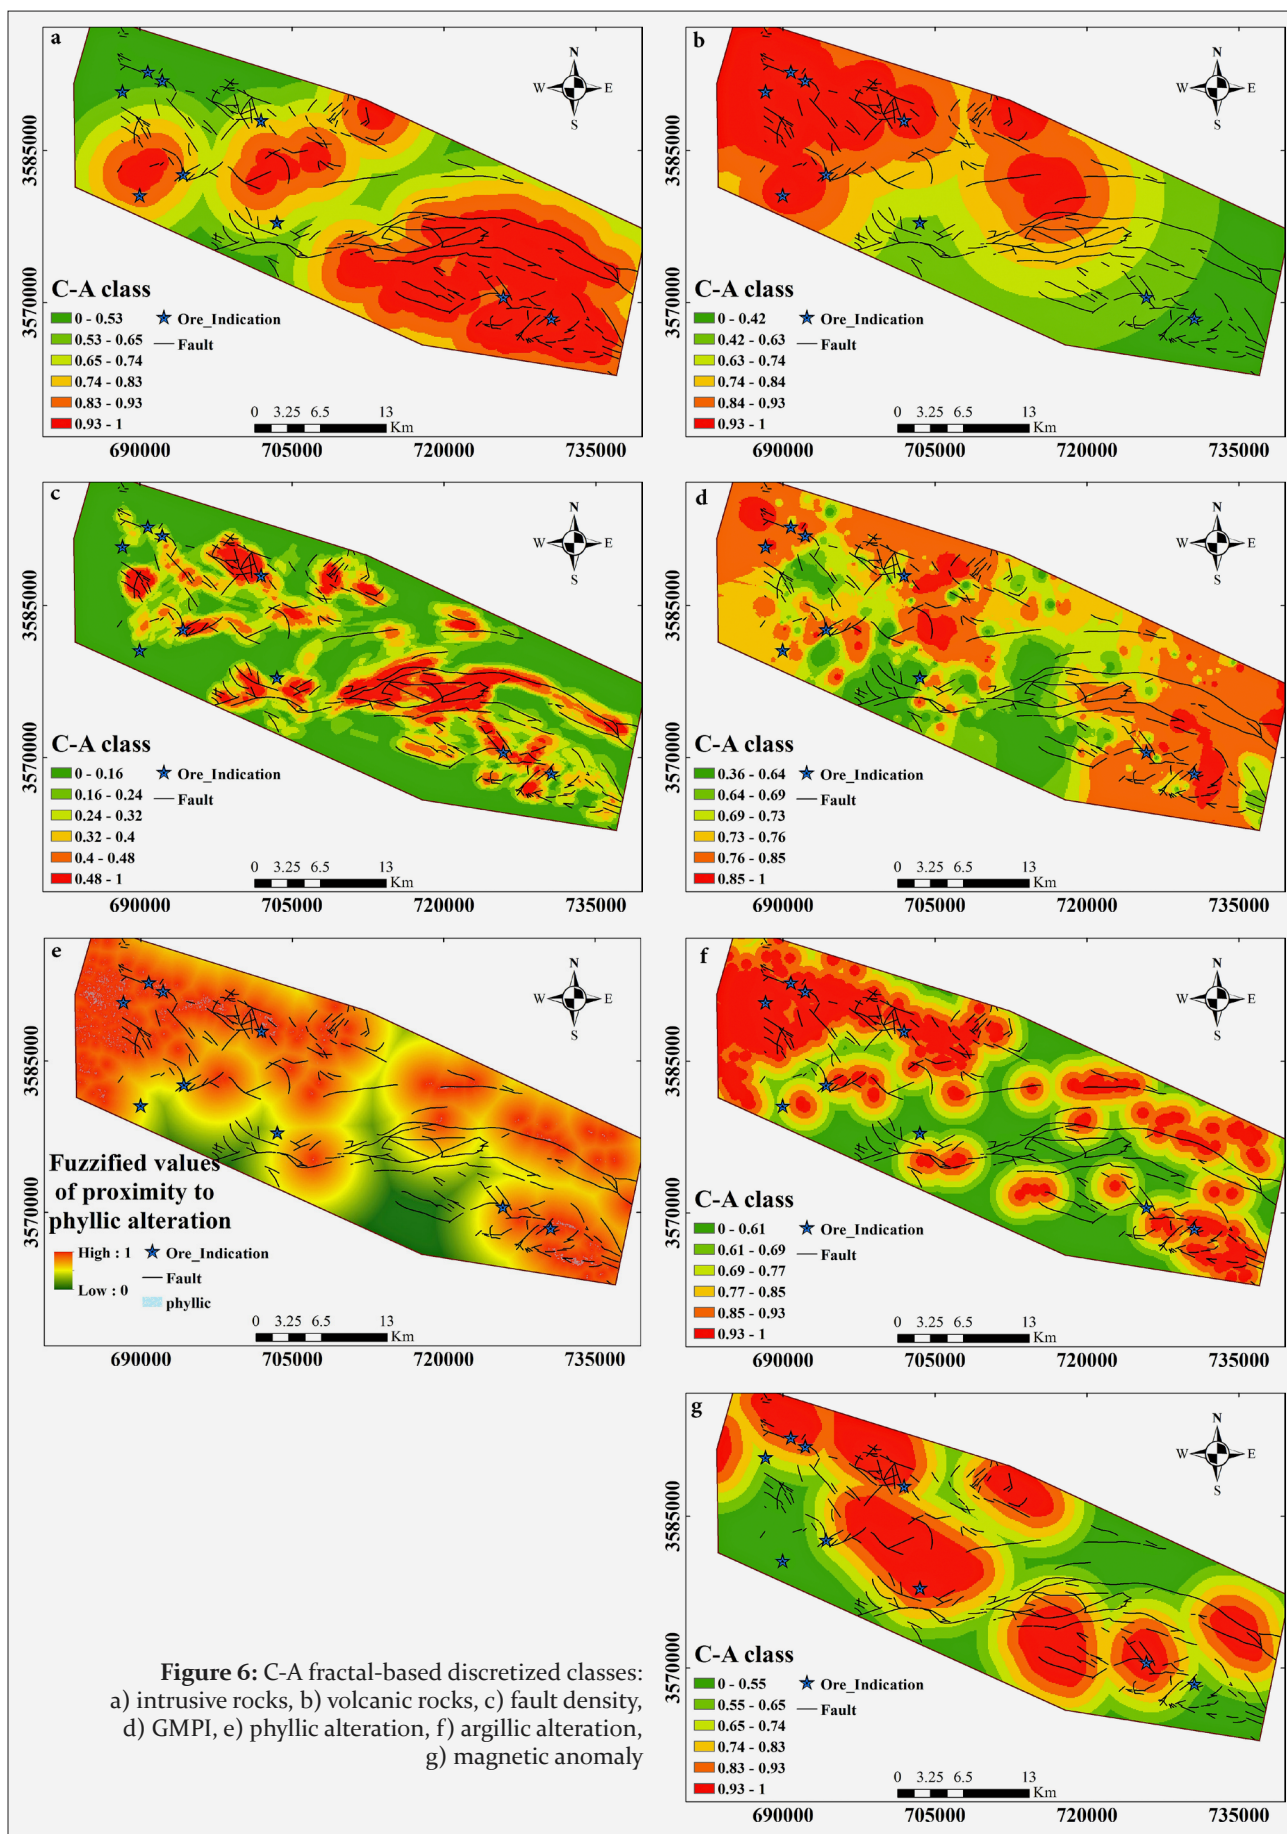 a
N
W
E
S
3585000
3570000
C-A class
0 - 0.53
0.53 - 0.65
0.65 - 0.74
0.74 - 0.83
0.83 - 0.93
0.93 - 1
Ore_Indication
Fault
0 3.25 6.5 13
Km
690000 705000 720000 735000
b
N
W
E
S
3585000
3570000
C-A class
0 - 0.42
0.42 - 0.63
0.63 - 0.74
0.74 - 0.84
0.84 - 0.93
0.93 - 1
Ore_Indication
Fault
0 3.25 6.5 13
Km
690000 705000 720000 735000
c
N
W
E
S
3585000
3570000
C-A class
0 - 0.16
0.16 - 0.24
0.24 - 0.32
0.32 - 0.4
0.4 - 0.48
0.48 - 1
Ore_Indication
Fault
0 3.25 6.5 13
Km
690000 705000 720000 735000
d
N
W
E
S
3585000
3570000
C-A class
0.36 - 0.64
0.64 - 0.69
0.69 - 0.73
0.73 - 0.76
0.76 - 0.85
0.85 - 1
Ore_Indication
Fault
0 3.25 6.5 13
Km
690000 705000 720000 735000
e
N
W
E
S
3585000
3570000
Fuzzified values
of proximity to
phyllic alteration
High : 1
Low : 0
Ore_Indication
Fault
phyllic
0 3.25 6.5 13
Km
690000 705000 720000 735000
f
N
W
E
S
3585000
3570000
C-A class
0 - 0.61
0.61 - 0.69
0.69 - 0.77
0.77 - 0.85
0.85 - 0.93
0.93 - 1
Ore_Indication
Fault
0 3.25 6.5 13
Km
690000 705000 720000 735000
g
N
W
E
S
3585000
3570000
C-A class
0 - 0.55
0.55 - 0.65
0.65 - 0.74
0.74 - 0.83
0.83 - 0.93
0.93 - 1
Ore_Indication
Fault
0 3.25 6.5 13
Km
690000 705000 720000 735000
Figure 6: C-A fractal-based discretized classes:
a) intrusive rocks, b) volcanic rocks, c) fault density,
d) GMPI, e) phyllic alteration, f) argillic alteration,
g) magnetic anomaly